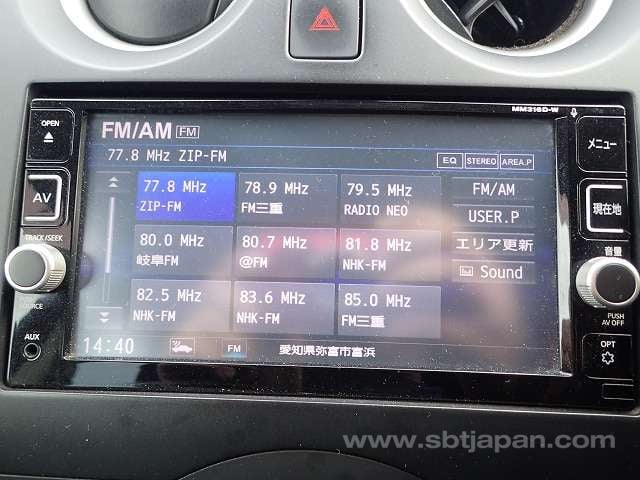 MM316D-W
OPEN
FM/AM FM
メニュー
77.8 MHz ZIP-FM
EQ STEREO AREA.P
AV
77.8 MHz
ZIP-FM
78.9 MHz
FM三重
79.5 MHz
RADIO NEO
FM/AM
現在地
USER.P
TRACK/SEEK
80.0 MHz
岐阜FM
80.7 MHz
@FM
81.8 MHz
NHK-FM
エリア更新
音量
Sound
PUSH
SOURCE
82.5 MHz
NHK-FM
83.6 MHz
NHK-FM
85.0 MHz
FM三重
PUSH
AV OFF
AUX
14:40
FM
愛知県弥富市富浜
OPT
www.sbtjapan.com